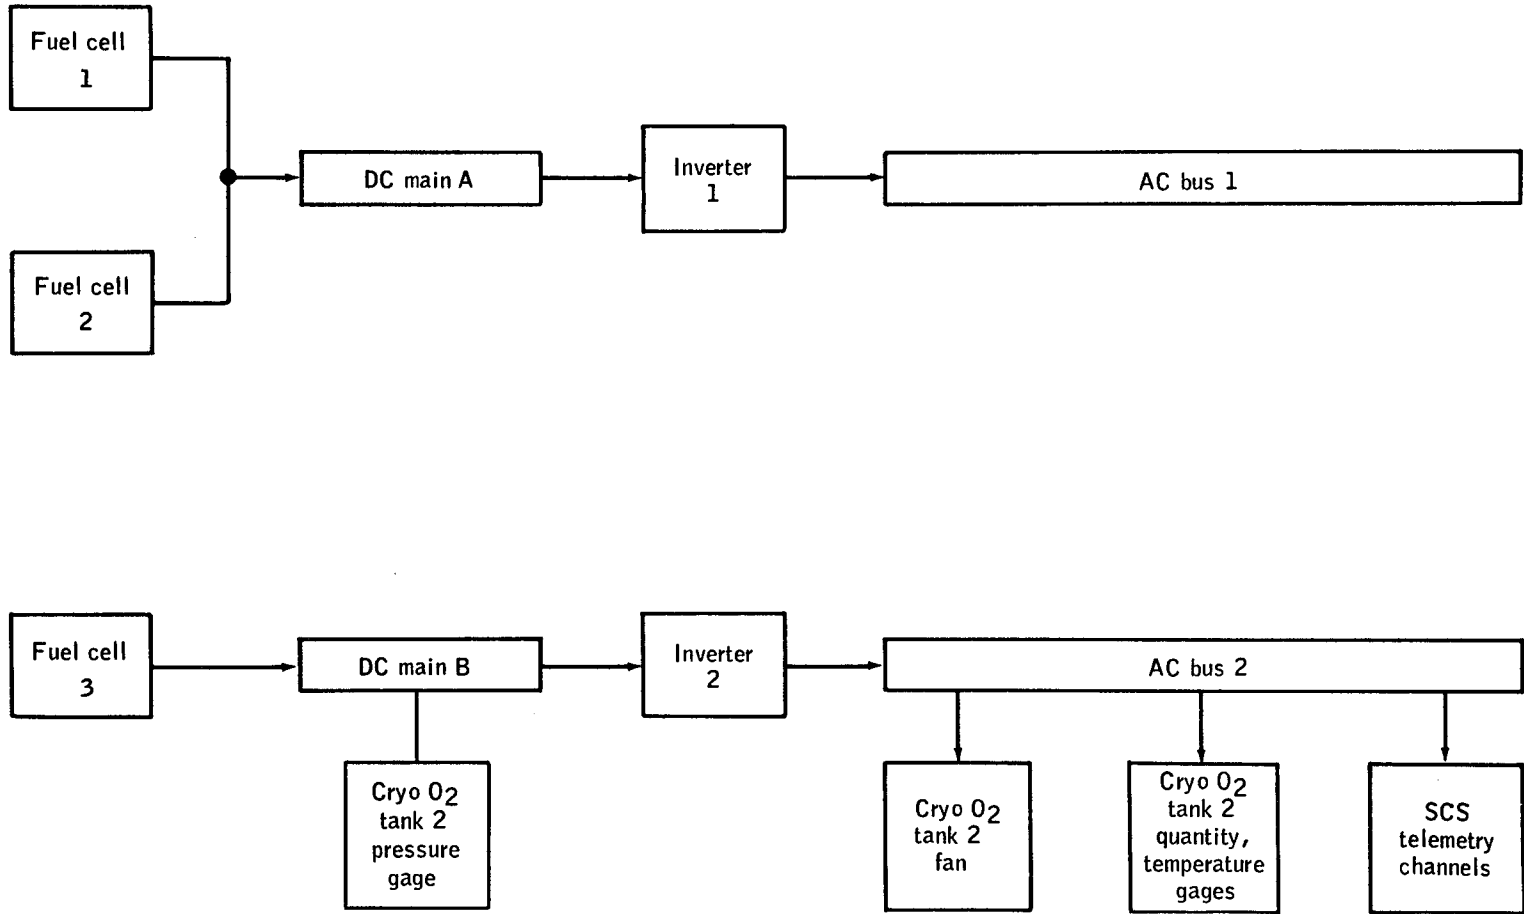 Fuel cell
1
DC main A
Inverter
1
AC bus 1
Fuel cell
2
Fuel cell
3
DC main B
Inverter
2
AC bus 2
Cryo O2
tank 2
pressure
gage
Cryo O2
tank 2
fan
Cryo O2
tank 2
quantity,
temperature
gages
SCS
telemetry
channels